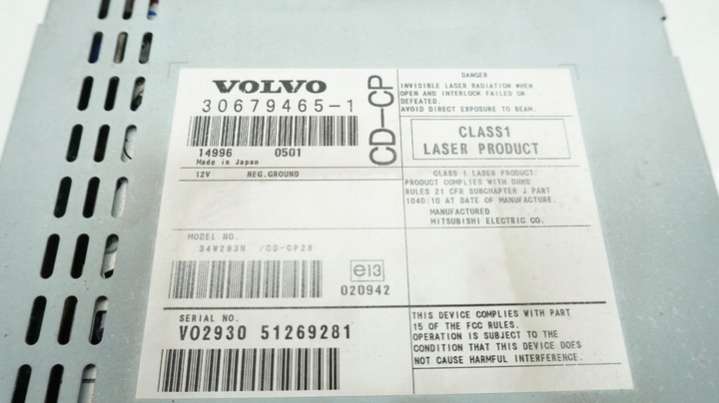 VOLVO
30679465-1
CD-CP
14996 0501
Made in Japan
12V NEG.GROUND
MODEL NO.
34W283N /CD-CP28
e13
020942
SERIAL NO.
VO2930 51269281
DANGER
INVISIBLE LASER RADIATION WHEN
OPEN AND INTERLOCK FAILED OR
DEFEATED.
AVOID DIRECT EXPOSURE TO BEAM.
CLASS1
LASER PRODUCT
CLASS 1 LASER PRODUCT
PRODUCT COMPLIES WITH DHHS
RULES 21 CFR SUBCHAPTER J PART
1040:10 AT DATE OF MANUFACTURE.
MANUFACTURED
MITSUBISHI ELECTRIC CO.
THIS DEVICE COMPLIES WITH PART
15 OF THE FCC RULES.
OPERATION IS SUBJECT TO THE
CONDITION THAT THIS DEVICE DOES
NOT CAUSE HARMFUL INTERFERENCE.